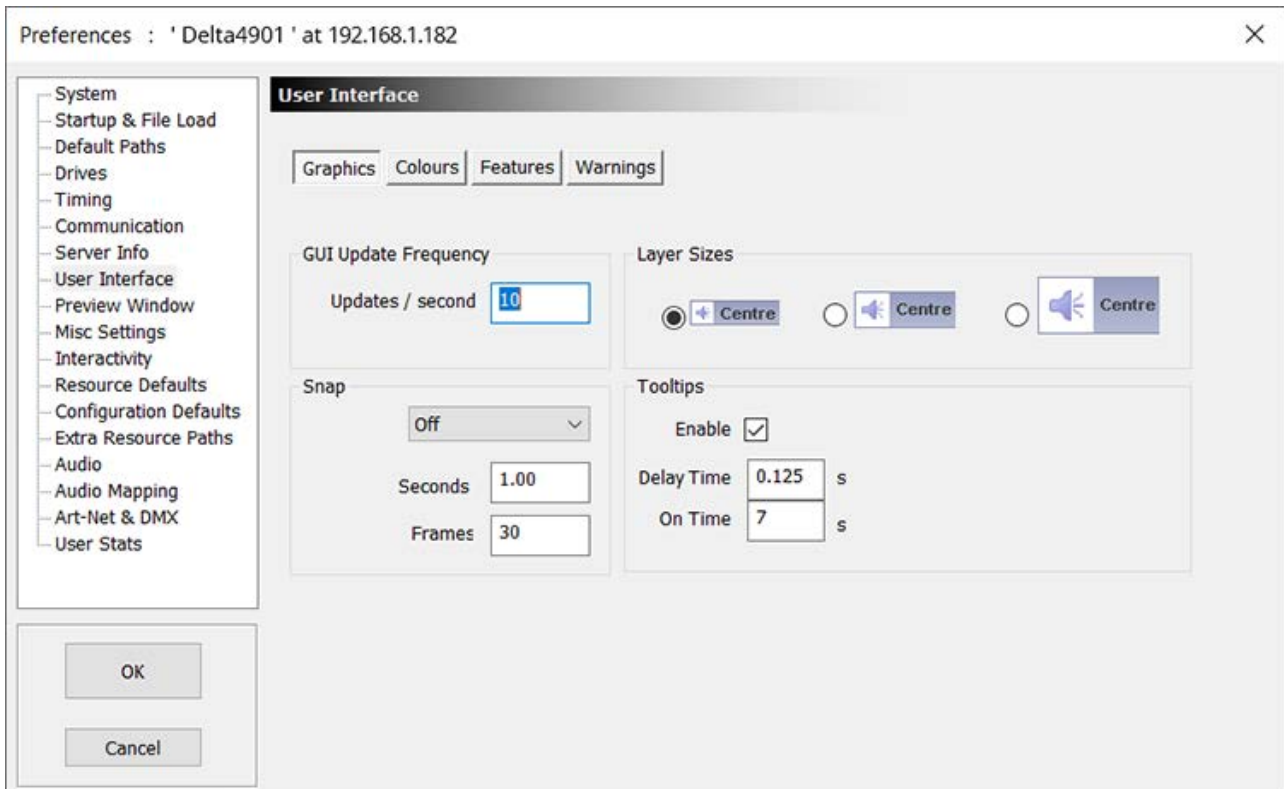 Preferences : ' Delta4901 ' at 192.168.1.182
System
Startup & File Load
Default Paths
Drives
Timing
Communication
Server Info
User Interface
Preview Window
Misc Settings
Interactivity
Resource Defaults
Configuration Defaults
Extra Resource Paths
Audio
Audio Mapping
Art-Net & DMX
User Stats
OK
Cancel
User Interface
Graphics Colours Features Warnings
GUI Update Frequency
Updates / second 10
Layer Sizes
Centre Centre Centre
Snap
Off
Seconds 1.00
Frames 30
Tooltips
Enable
Delay Time 0.125 s
On Time 7 s